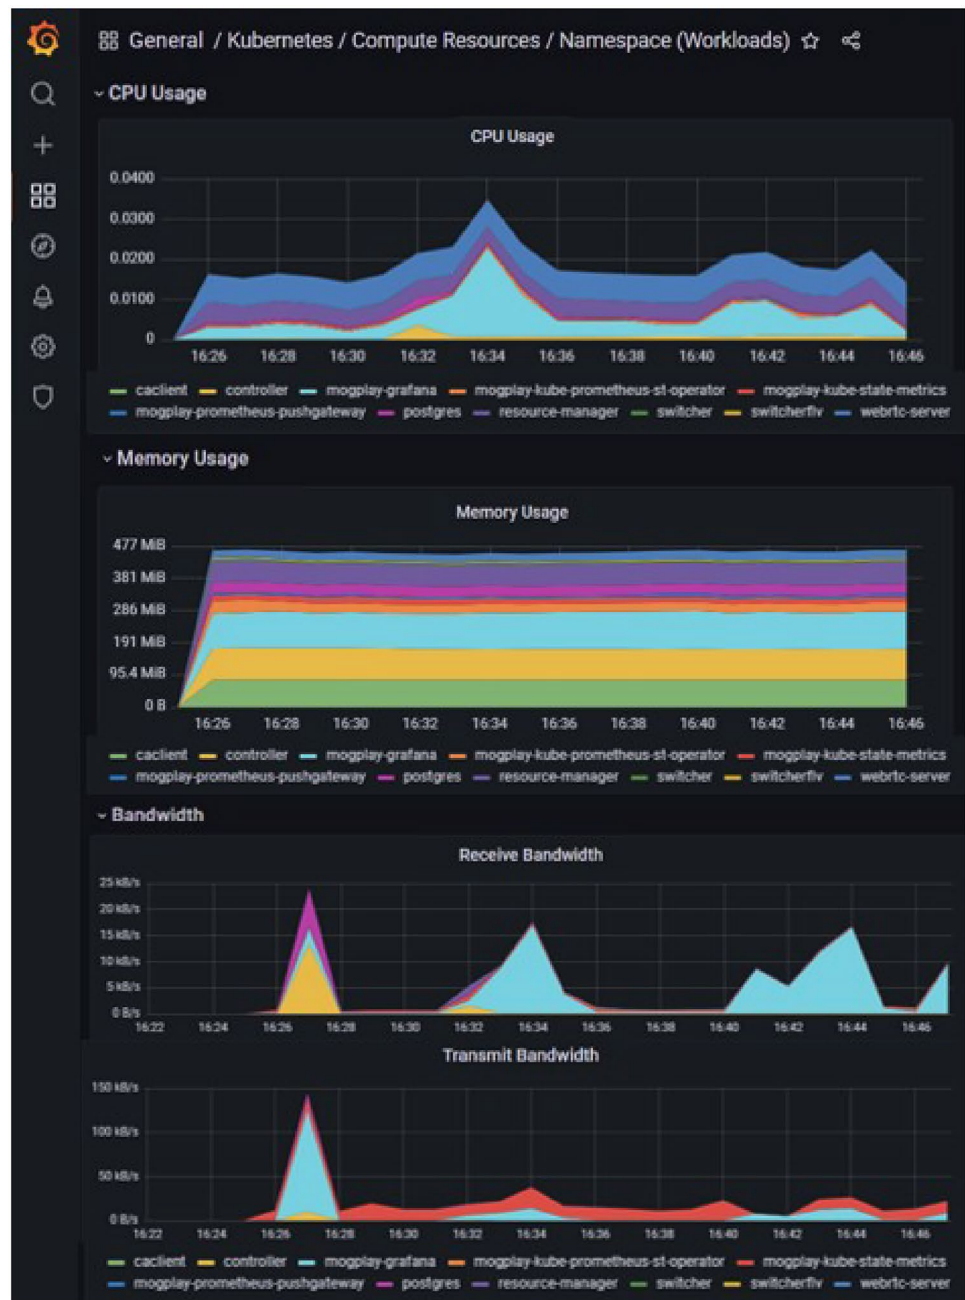 General / Kubernetes / Compute Resources / Namespace (Workloads)
CPU Usage
CPU Usage
0.0400
0.0300
0.0200
0.0100
0
16:26 16:28 16:30 16:32 16:34 16:36 16:38 16:40 16:42 16:44 16:46
caclient controller mogplay-grafana mogplay-kube-prometheus-st-operator mogplay-kube-state-metrics
mogplay-prometheus-pushgateway postgres resource-manager switcher switcherflv webrtc-server
Memory Usage
Memory Usage
477 MiB
381 MiB
286 MiB
191 MiB
95.4 MiB
0 B
16:26 16:28 16:30 16:32 16:34 16:36 16:38 16:40 16:42 16:44 16:46
caclient controller mogplay-grafana mogplay-kube-prometheus-st-operator mogplay-kube-state-metrics
mogplay-prometheus-pushgateway postgres resource-manager switcher switcherflv webrtc-server
Bandwidth
Receive Bandwidth
25 kB/s
20 kB/s
15 kB/s
10 kB/s
5 kB/s
0 B/s
16:22 16:24 16:26 16:28 16:30 16:32 16:34 16:36 16:38 16:40 16:42 16:44 16:46
Transmit Bandwidth
150 kB/s
100 kB/s
50 kB/s
0 B/s
16:22 16:24 16:26 16:28 16:30 16:32 16:34 16:36 16:38 16:40 16:42 16:44 16:46
caclient controller mogplay-grafana mogplay-kube-prometheus-st-operator mogplay-kube-state-metrics
mogplay-prometheus-pushgateway postgres resource-manager switcher switcherflv webrtc-server